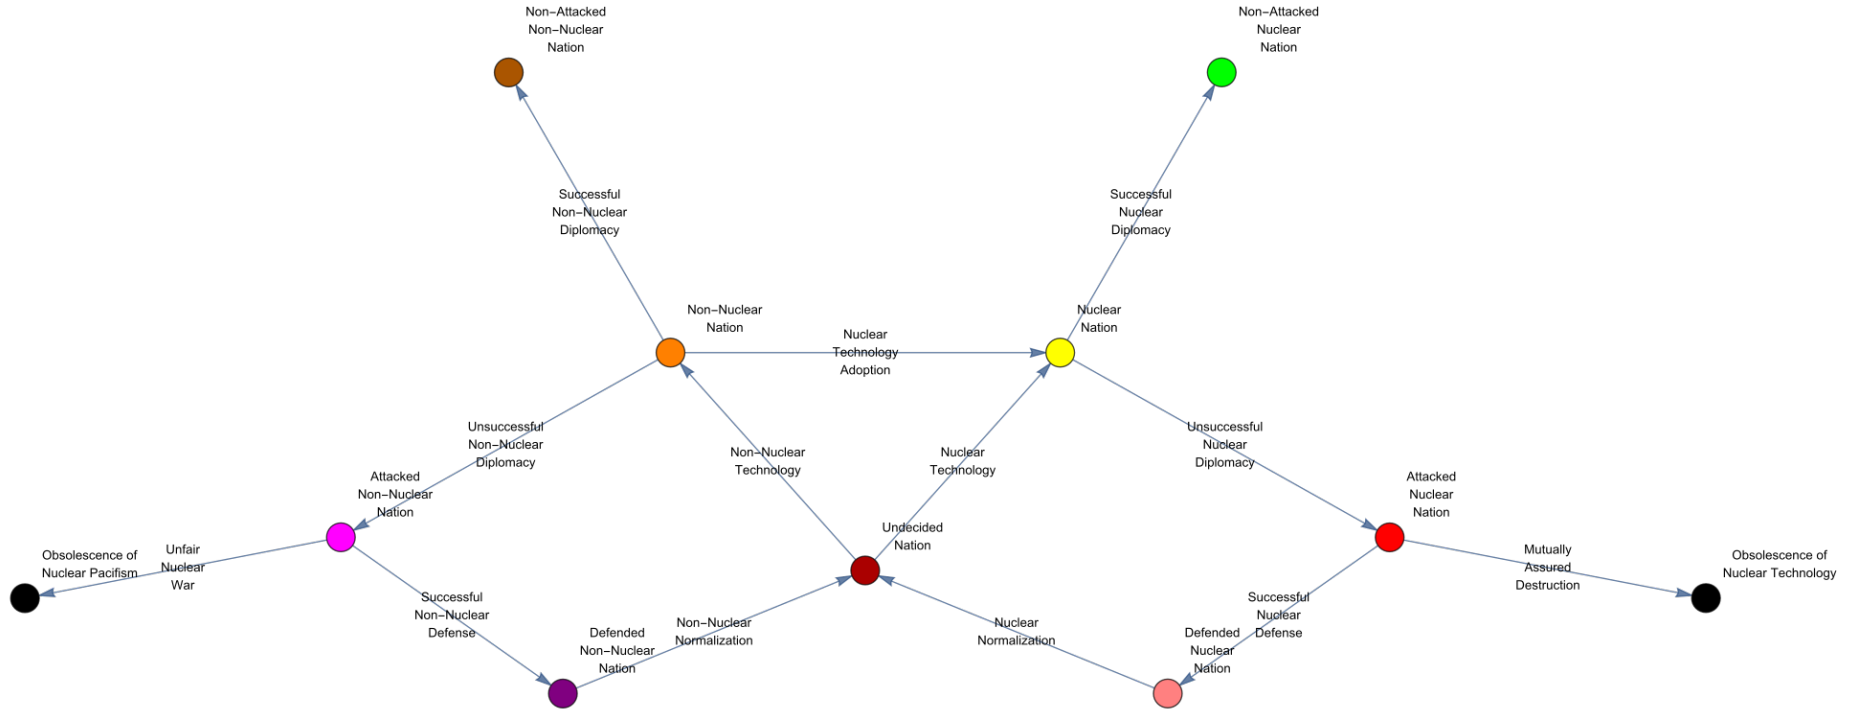 Non−Attacked
Non−Nuclear
Nation
Non−Attacked
Nuclear
Nation
Successful
Non−Nuclear
Diplomacy
Successful
Nuclear
Diplomacy
Non−Nuclear
Nation
Nuclear
Technology
Adoption
Nuclear
Nation
Unsuccessful
Non−Nuclear
Diplomacy
Non−Nuclear
Technology
Nuclear
Technology
Unsuccessful
Nuclear
Diplomacy
Attacked
Non−Nuclear
Nation
Attacked
Nuclear
Nation
Undecided
Nation
Obsolescence of
Nuclear Pacifism
Unfair
Nuclear
War
Mutually
Assured
Destruction
Obsolescence of
Nuclear Technology
Successful
Non−Nuclear
Defense
Successful
Nuclear
Defense
Defended
Non−Nuclear
Nation
Non−Nuclear
Normalization
Nuclear
Normalization
Defended
Nuclear
Nation